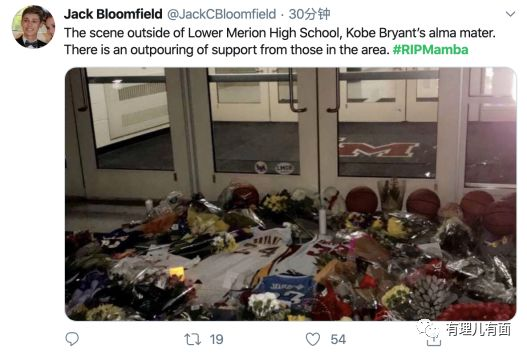 Jack Bloomfield @JackCBloomfield · 30分钟
The scene outside of Lower Merion High School, Kobe Bryant's alma mater.
There is an outpouring of support from those in the area. #RIPMamba
M
19
54
有理儿有面